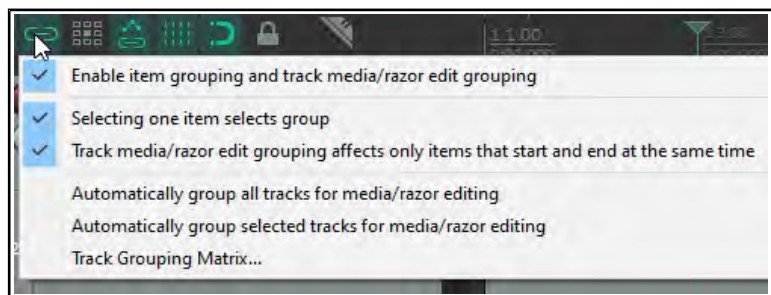 1.1.00
Enable item grouping and track media/razor edit grouping
Selecting one item selects group
Track media/razor edit grouping affects only items that start and end at the same time
Automatically group all tracks for media/razor editing
Automatically group selected tracks for media/razor editing
Track Grouping Matrix...